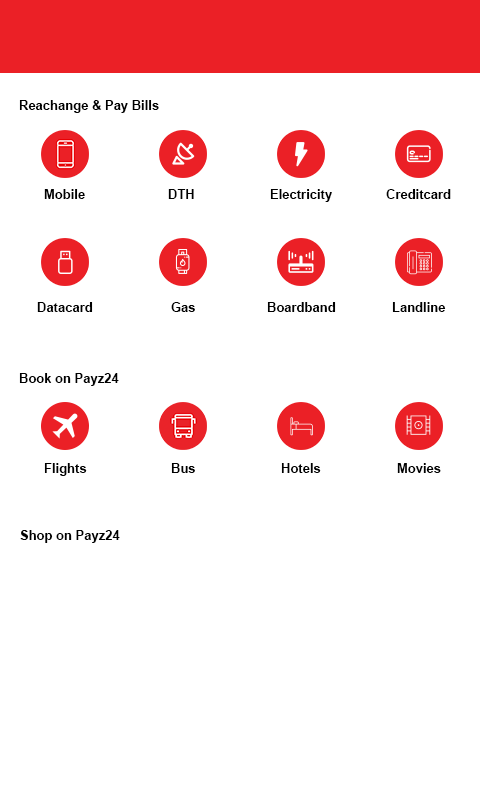 Reachange & Pay Bills
Mobile DTH Electricity Creditcard
Datacard Gas Boardband Landline
Book on Payz24
Flights Bus Hotels Movies
Shop on Payz24